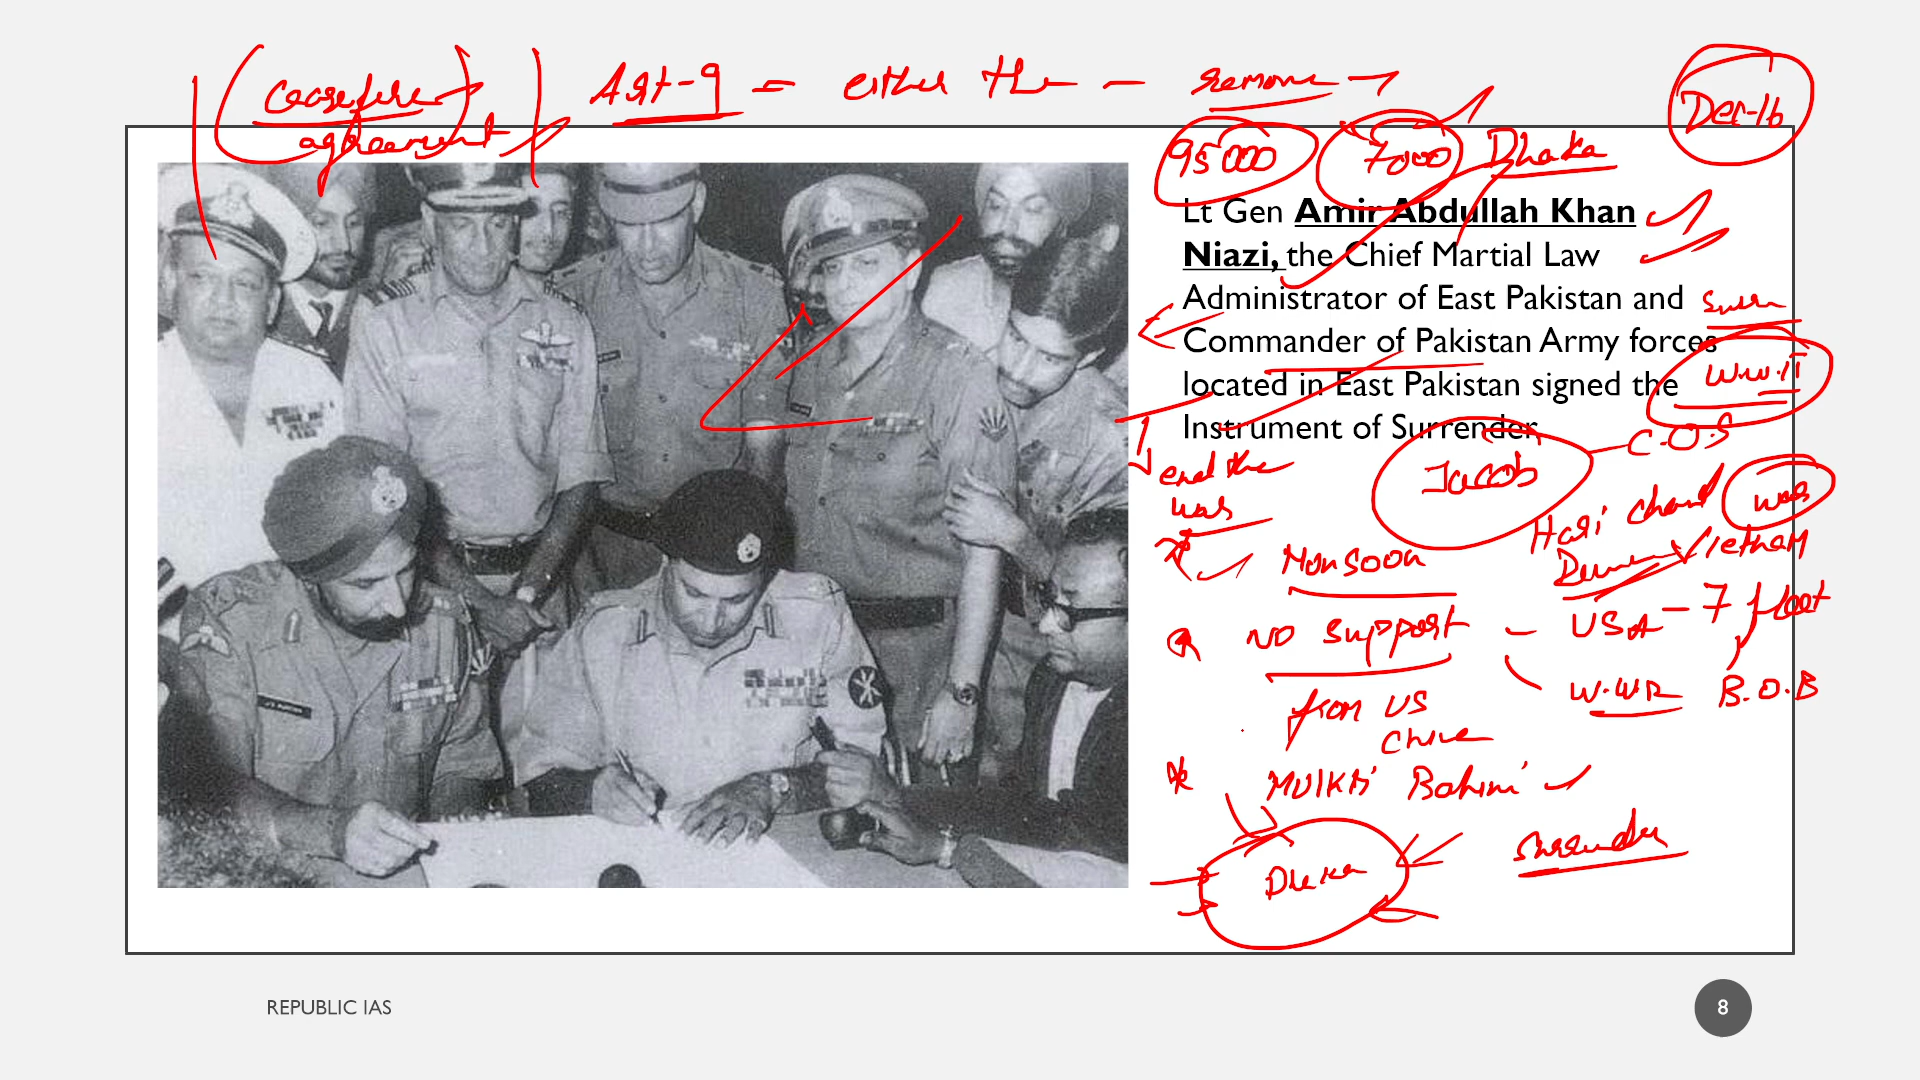 ceasefire
agreement
Art-9 = either the - remove
Dec-16
95000 7000 Dhaka
Lt Gen Amir Abdullah Khan
Niazi, the Chief Martial Law
Administrator of East Pakistan and
Commander of Pakistan Army forces
located in East Pakistan signed the
Instrument of Surrender.
W.W.II
Jacob
C.O.S
end the
was
Hari Chand
Vietnam
Monsoon
NO support - USA - 7 fleet
from US
W.WR B.O.B
China
MUKTI Bahini
Dhaka
Surrender
REPUBLIC IAS
8